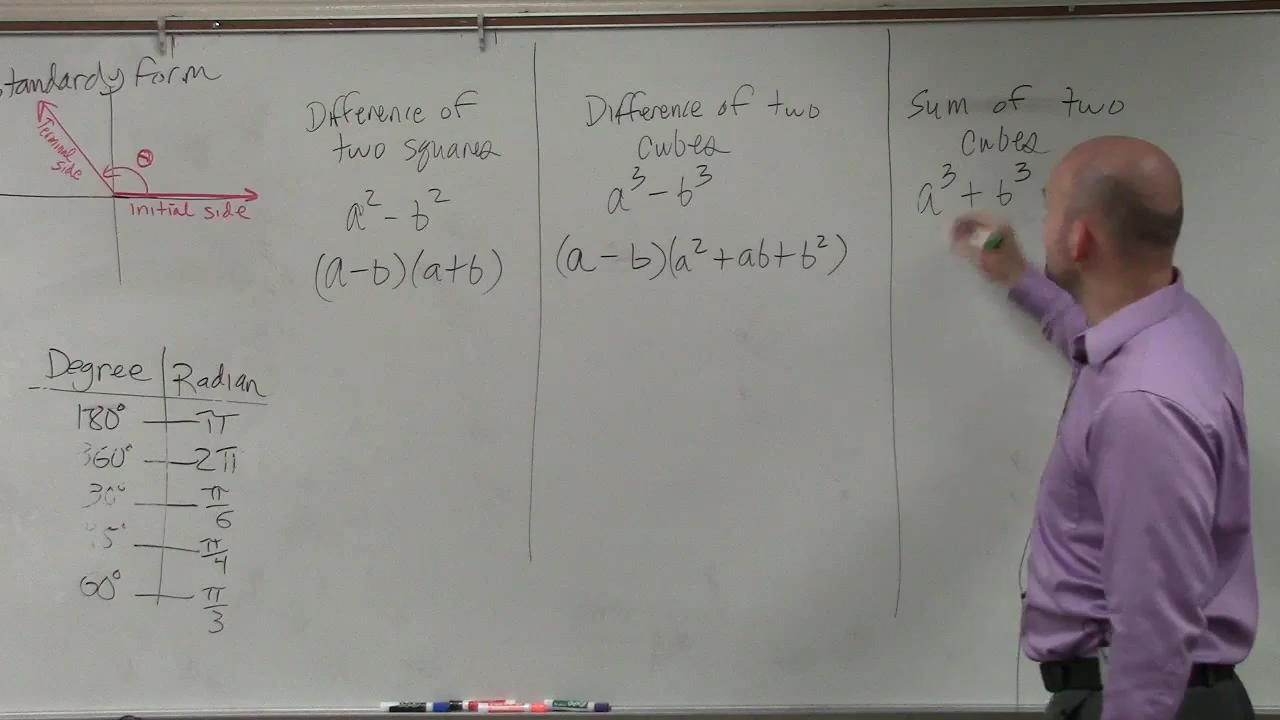 Standard form
Terminal
side
θ
Initial side
Degree Radian
180° π
360° 2π
30° π/6
45° π/4
60° π/3
Difference of
two squares
a² - b²
(a-b)(a+b)
Difference of two
cubes
a³ - b³
(a - b)(a² + ab + b²)
Sum of two
cubes
a³ + b³